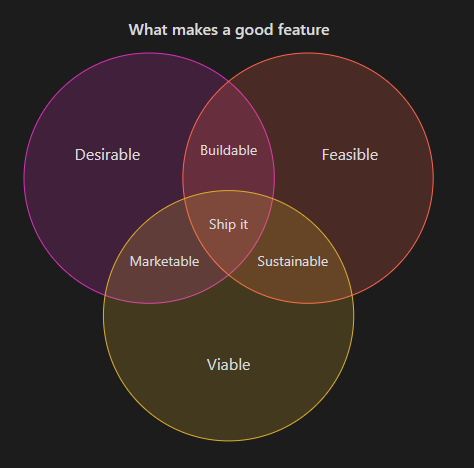 What makes a good feature
Desirable
Buildable
Feasible
Ship it
Marketable
Sustainable
Viable